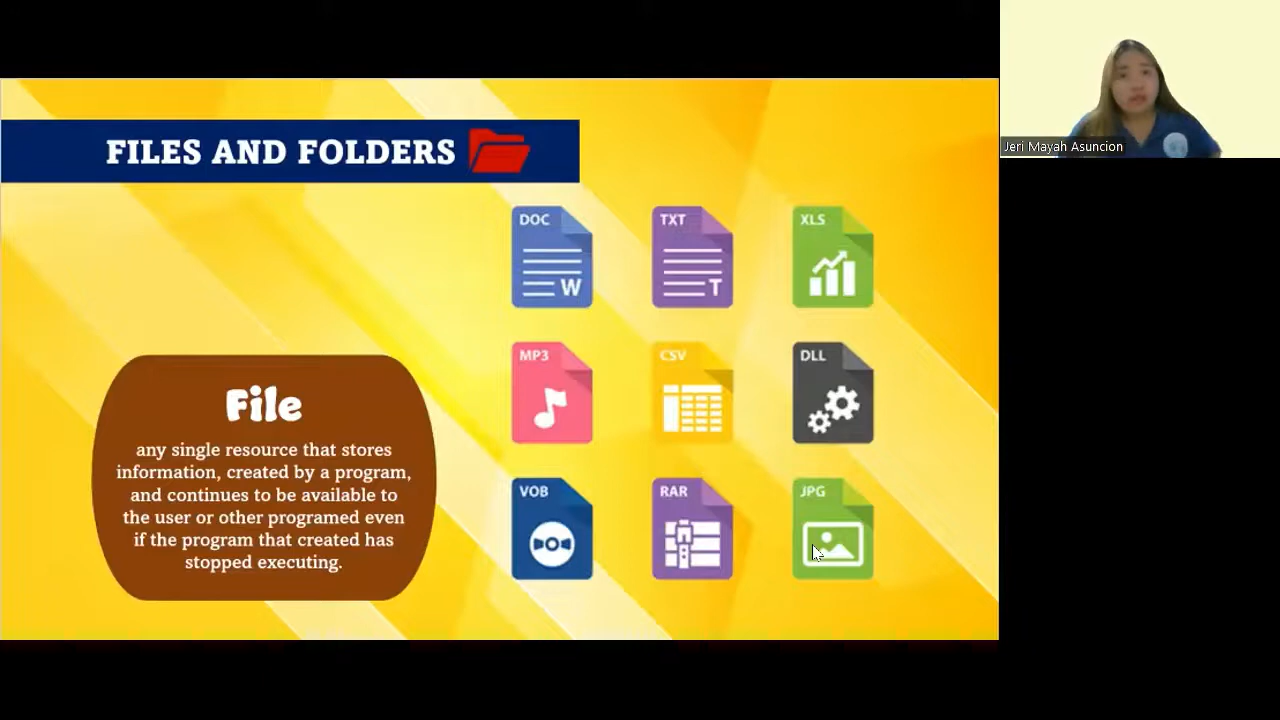 FILES AND FOLDERS
DOC
W
TXT
T
XLS
MP3
CSV
DLL
VOB
RAR
JPG
File
any single resource that stores
information, created by a program,
and continues to be available to
the user or other programed even
if the program that created has
stopped executing.
Jeri Mayah Asuncion